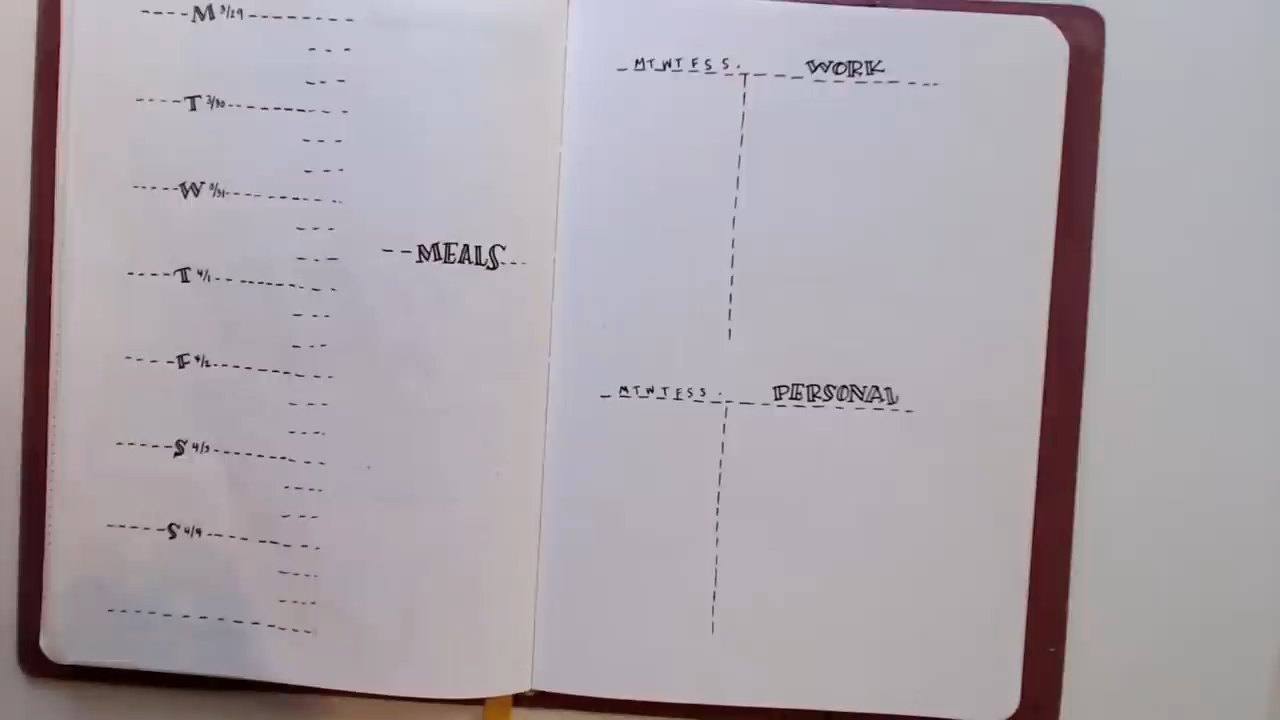 M 3/29
T 3/30
W 3/31
T 4/1
F 4/2
S 4/3
S 4/4
MEALS
M T W T F S S WORK
M T W T F S S PERSONAL